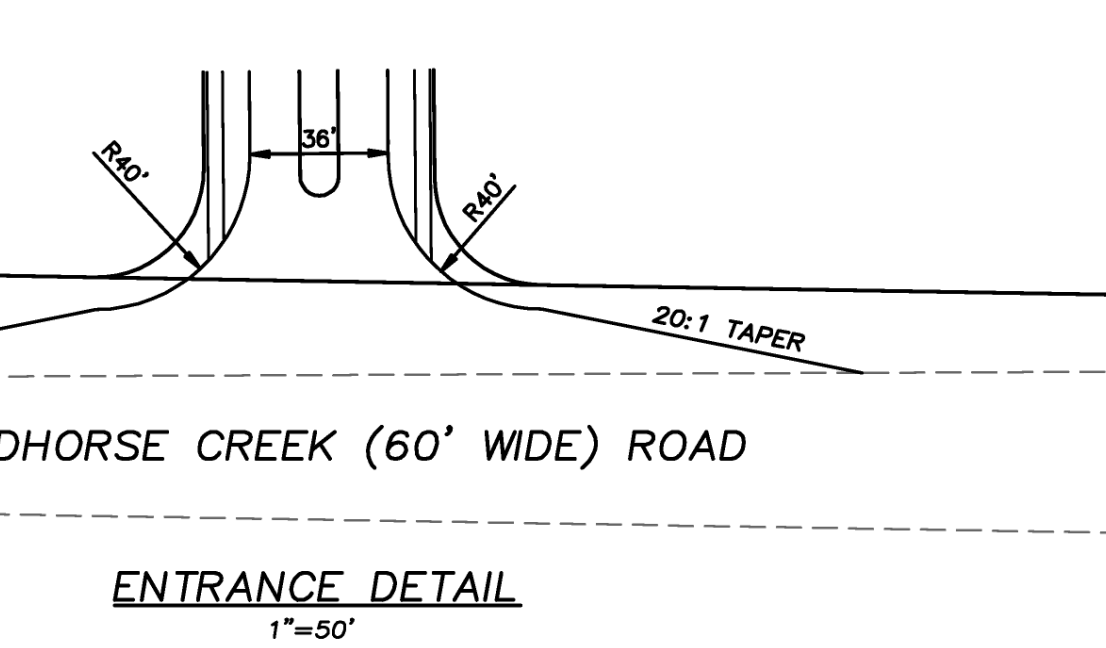 36'
R40'
R40'
20:1 TAPER
DHORSE CREEK (60' WIDE) ROAD
ENTRANCE DETAIL
1"=50'